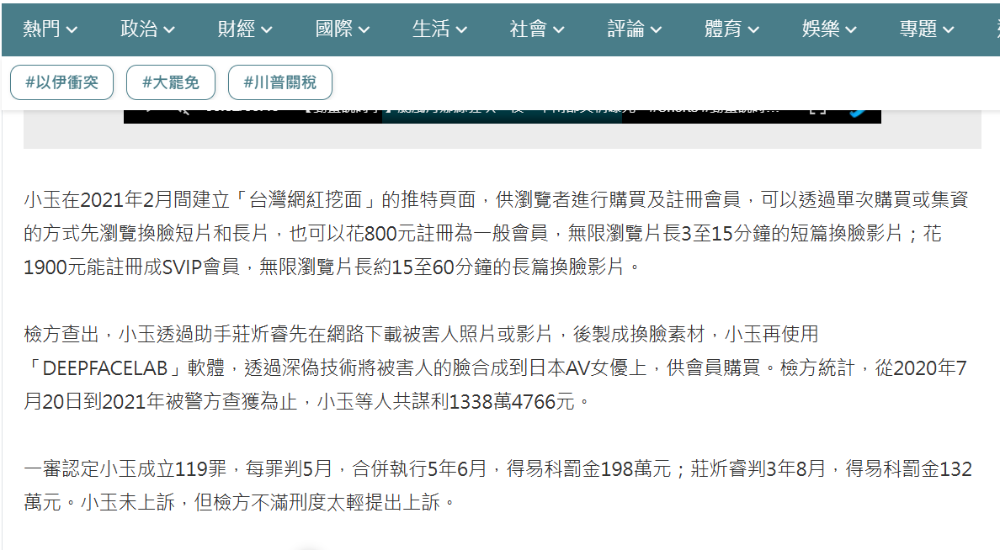 熱門 政治 財經 國際 生活 社會 評論 體育 娛樂 專題
#以伊衝突 #大罷免 #川普關稅
小玉在2021年2月間建立「台灣網紅挖面」的推特頁面，供瀏覽者進行購買及註冊會員，可以透過單次購買或集資
的方式先瀏覽換臉短片和長片，也可以花800元註冊為一般會員，無限瀏覽片長3至15分鐘的短篇換臉影片；花
1900元能註冊成SVIP會員，無限瀏覽片長約15至60分鐘的長篇換臉影片。
檢方查出，小玉透過助手莊炘睿先在網路下載被害人照片或影片，後製成換臉素材，小玉再使用
「DEEPFACELAB」軟體，透過深偽技術將被害人的臉合成到日本AV女優上，供會員購買。檢方統計，從2020年7
月20日到2021年被警方查獲為止，小玉等人共謀利1338萬4766元。
一審認定小玉成立119罪，每罪判5月，合併執行5年6月，得易科罰金198萬元；莊炘睿判3年8月，得易科罰金132
萬元。小玉未上訴，但檢方不滿刑度太輕提出上訴。